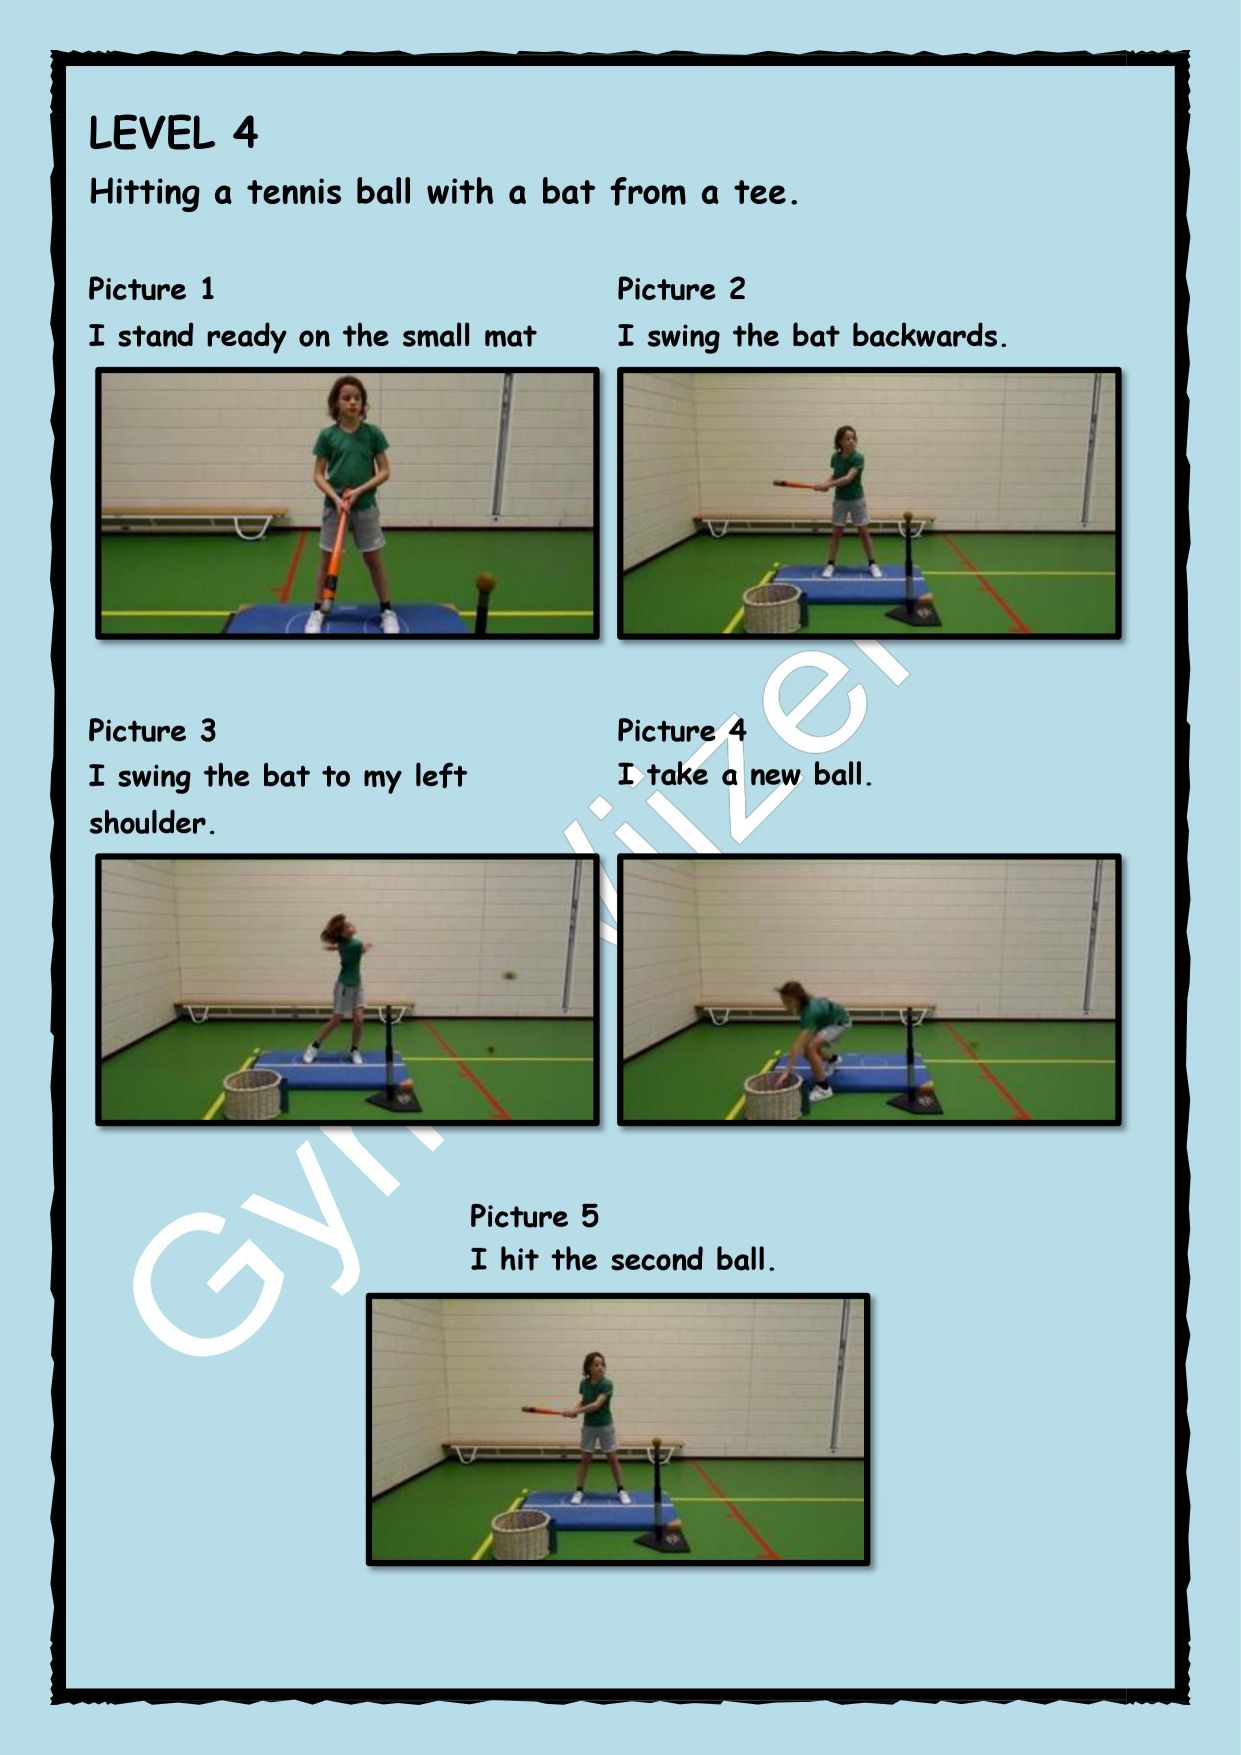 LEVEL 4
Hitting a tennis ball with a bat from a tee.
Picture 1
I stand ready on the small mat
Picture 2
I swing the bat backwards.
Picture 3
I swing the bat to my left
shoulder.
Picture 4
I take a new ball.
Picture 5
I hit the second ball.